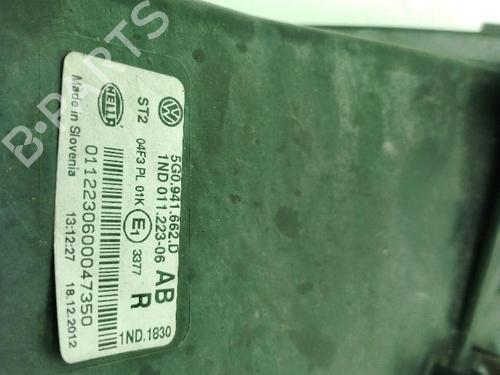 5G0.941.662.D
1ND 011.223-06
AB
R
1ND.1830
ST2
04F3 PL 01K
E1
3377
HELLA
Made in Slovenia
01122306000047350
13:12:27 18.12.2012
B-PARTS